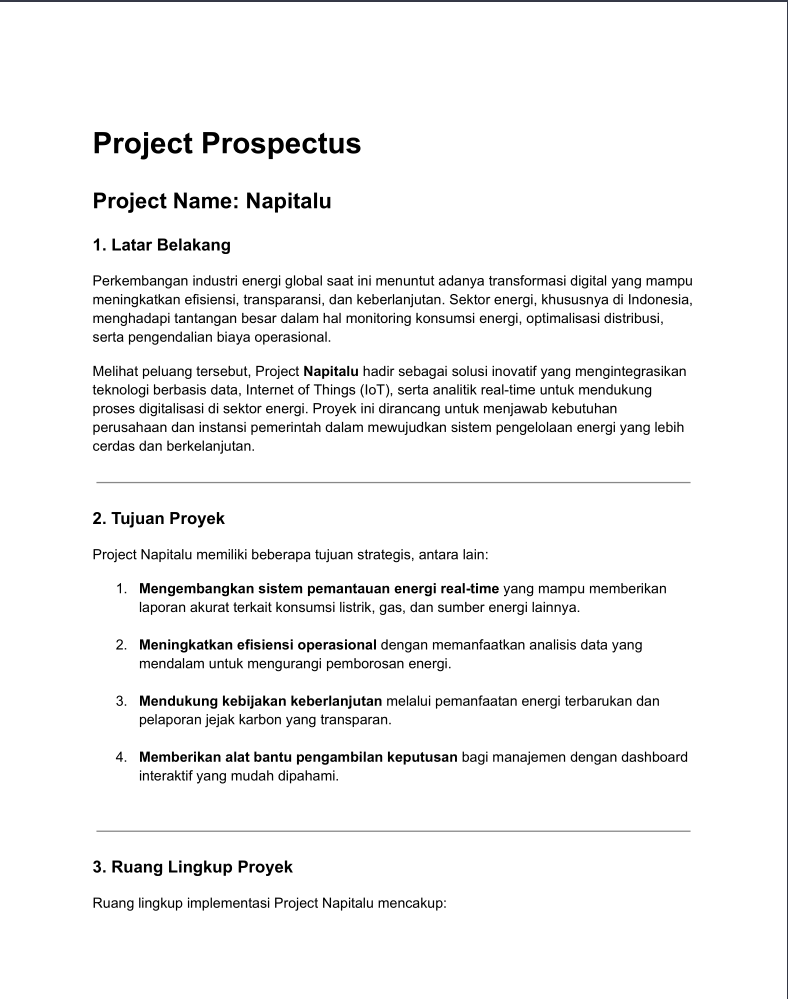 Project Prospectus
Project Name: Napitalu
1. Latar Belakang
Perkembangan industri energi global saat ini menuntut adanya transformasi digital yang mampu
meningkatkan efisiensi, transparansi, dan keberlanjutan. Sektor energi, khususnya di Indonesia,
menghadapi tantangan besar dalam hal monitoring konsumsi energi, optimalisasi distribusi,
serta pengendalian biaya operasional.
Melihat peluang tersebut, Project Napitalu hadir sebagai solusi inovatif yang mengintegrasikan
teknologi berbasis data, Internet of Things (IoT), serta analitik real-time untuk mendukung
proses digitalisasi di sektor energi. Proyek ini dirancang untuk menjawab kebutuhan
perusahaan dan instansi pemerintah dalam mewujudkan sistem pengelolaan energi yang lebih
cerdas dan berkelanjutan.
2. Tujuan Proyek
Project Napitalu memiliki beberapa tujuan strategis, antara lain:
1. Mengembangkan sistem pemantauan energi real-time yang mampu memberikan
laporan akurat terkait konsumsi listrik, gas, dan sumber energi lainnya.
2. Meningkatkan efisiensi operasional dengan memanfaatkan analisis data yang
mendalam untuk mengurangi pemborosan energi.
3. Mendukung kebijakan keberlanjutan melalui pemanfaatan energi terbarukan dan
pelaporan jejak karbon yang transparan.
4. Memberikan alat bantu pengambilan keputusan bagi manajemen dengan dashboard
interaktif yang mudah dipahami.
3. Ruang Lingkup Proyek
Ruang lingkup implementasi Project Napitalu mencakup: